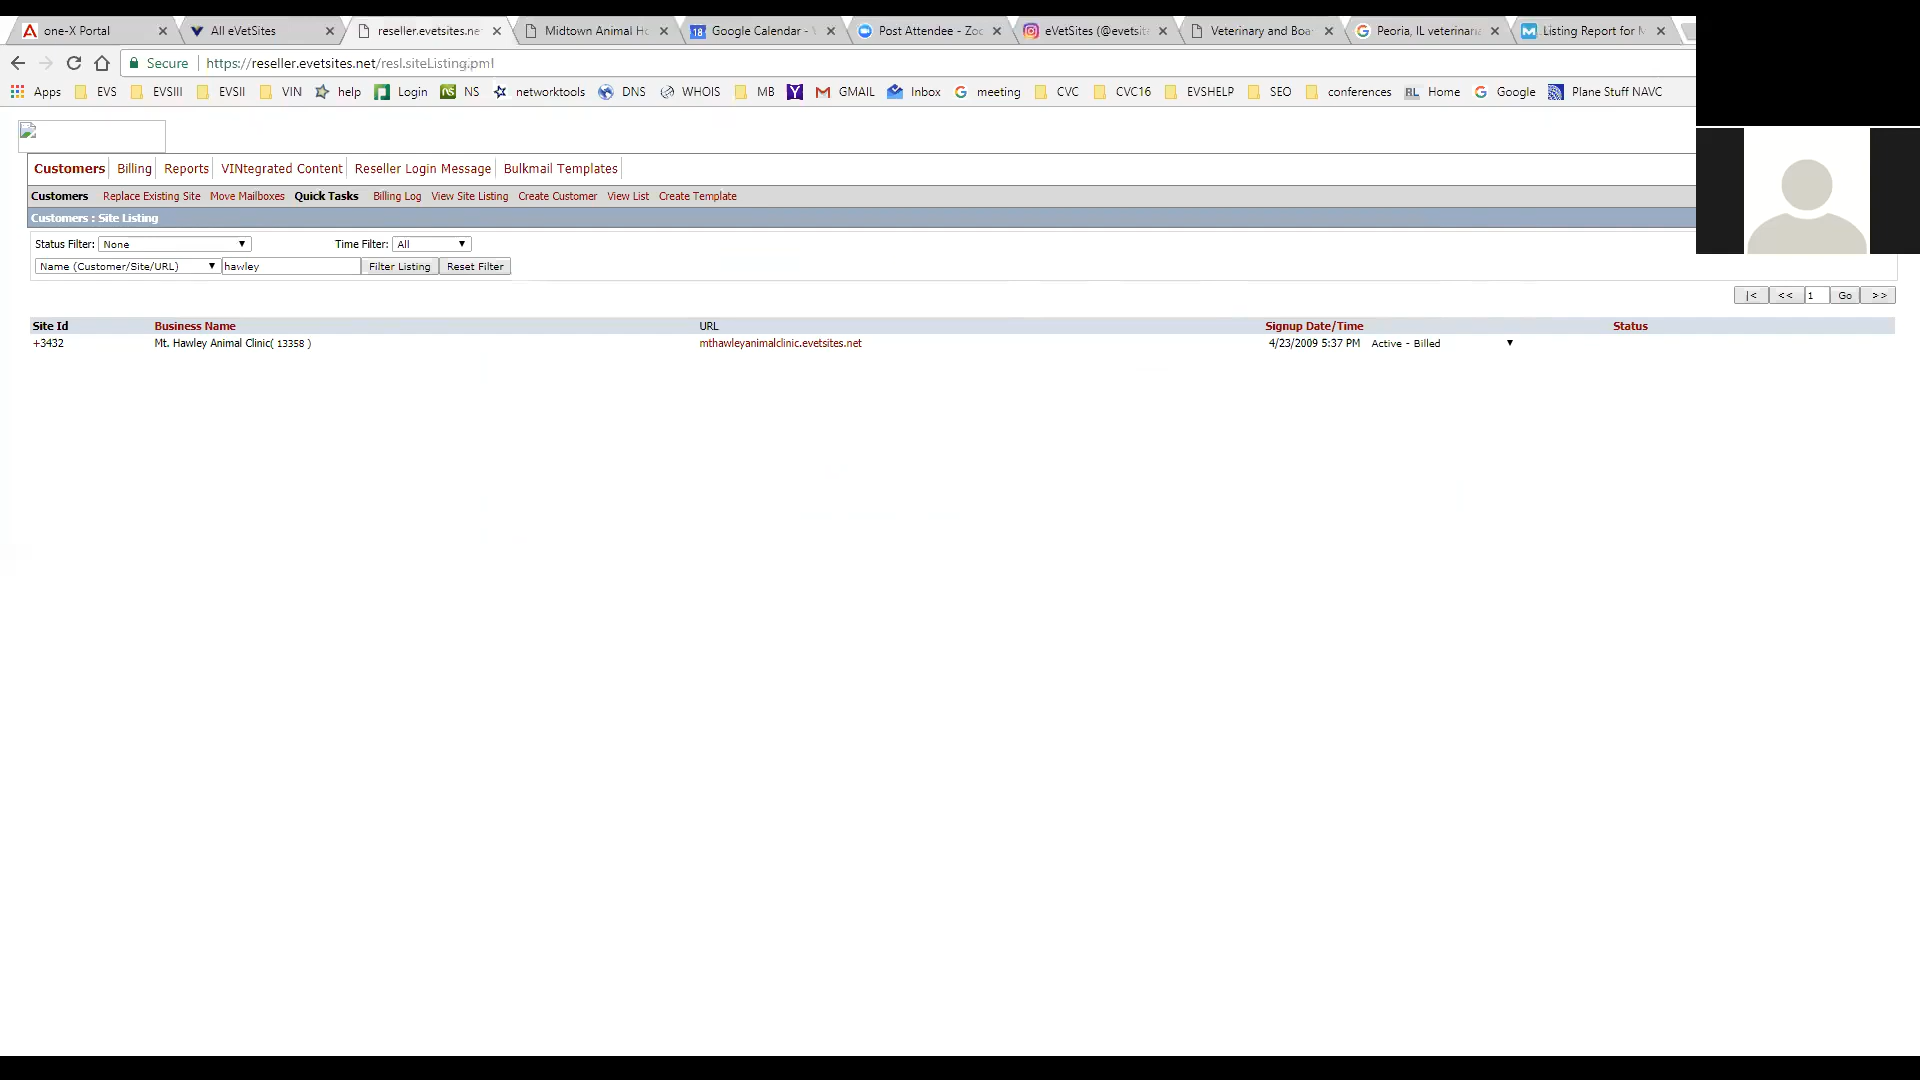 one-X Portal
All eVetSites
reseller.evetsites.ne
Midtown Animal Ho
Google Calendar -
Post Attendee - Zoo
eVetSites (@evetsit
Veterinary and Boa
Peoria, IL veterinari
Listing Report for M
Secure https://reseller.evetsites.net/resl.siteListing.pml
Apps EVS EVSIII EVSII VIN help Login NS networktools DNS WHOIS MB GMAIL Inbox meeting CVC CVC16 EVSHELP SEO conferences Home Google Plane Stuff NAVC
Customers Billing Reports VINtegrated Content Reseller Login Message Bulkmail Templates
Customers Replace Existing Site Move Mailboxes Quick Tasks Billing Log View Site Listing Create Customer View List Create Template
Customers : Site Listing
Status Filter: None Time Filter: All
Name (Customer/Site/URL) hawley Filter Listing Reset Filter
|< << 1 Go >>
Site Id Business Name URL Signup Date/Time Status
+3432 Mt. Hawley Animal Clinic( 13358 ) mthawleyanimalclinic.evetsites.net 4/23/2009 5:37 PM Active - Billed